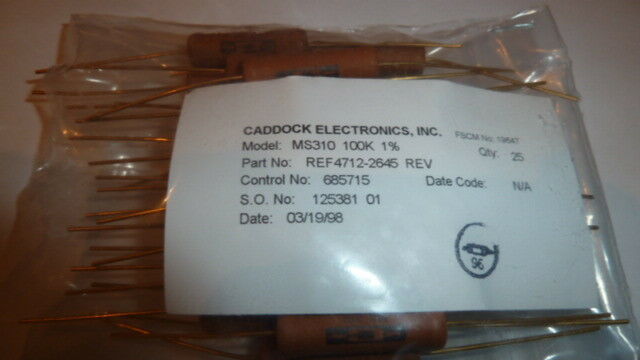 CADDOCK ELECTRONICS, INC.
FSCM No: 19647
Model: MS310 100K 1%
Qty: 25
Part No: REF4712-2645 REV
Control No: 685715
Date Code: N/A
S.O. No: 125381 01
Date: 03/19/98
96